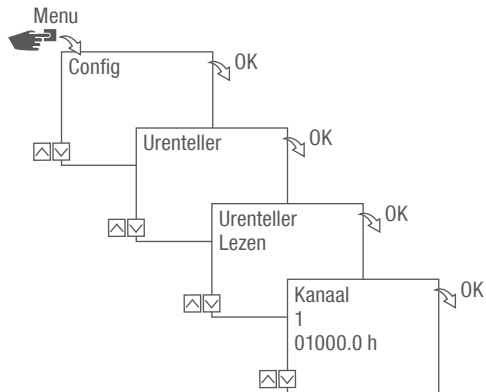 Menu
Config
OK
Urenteller
OK
Urenteller
Lezen
OK
Kanaal
1
01000.0 h
OK